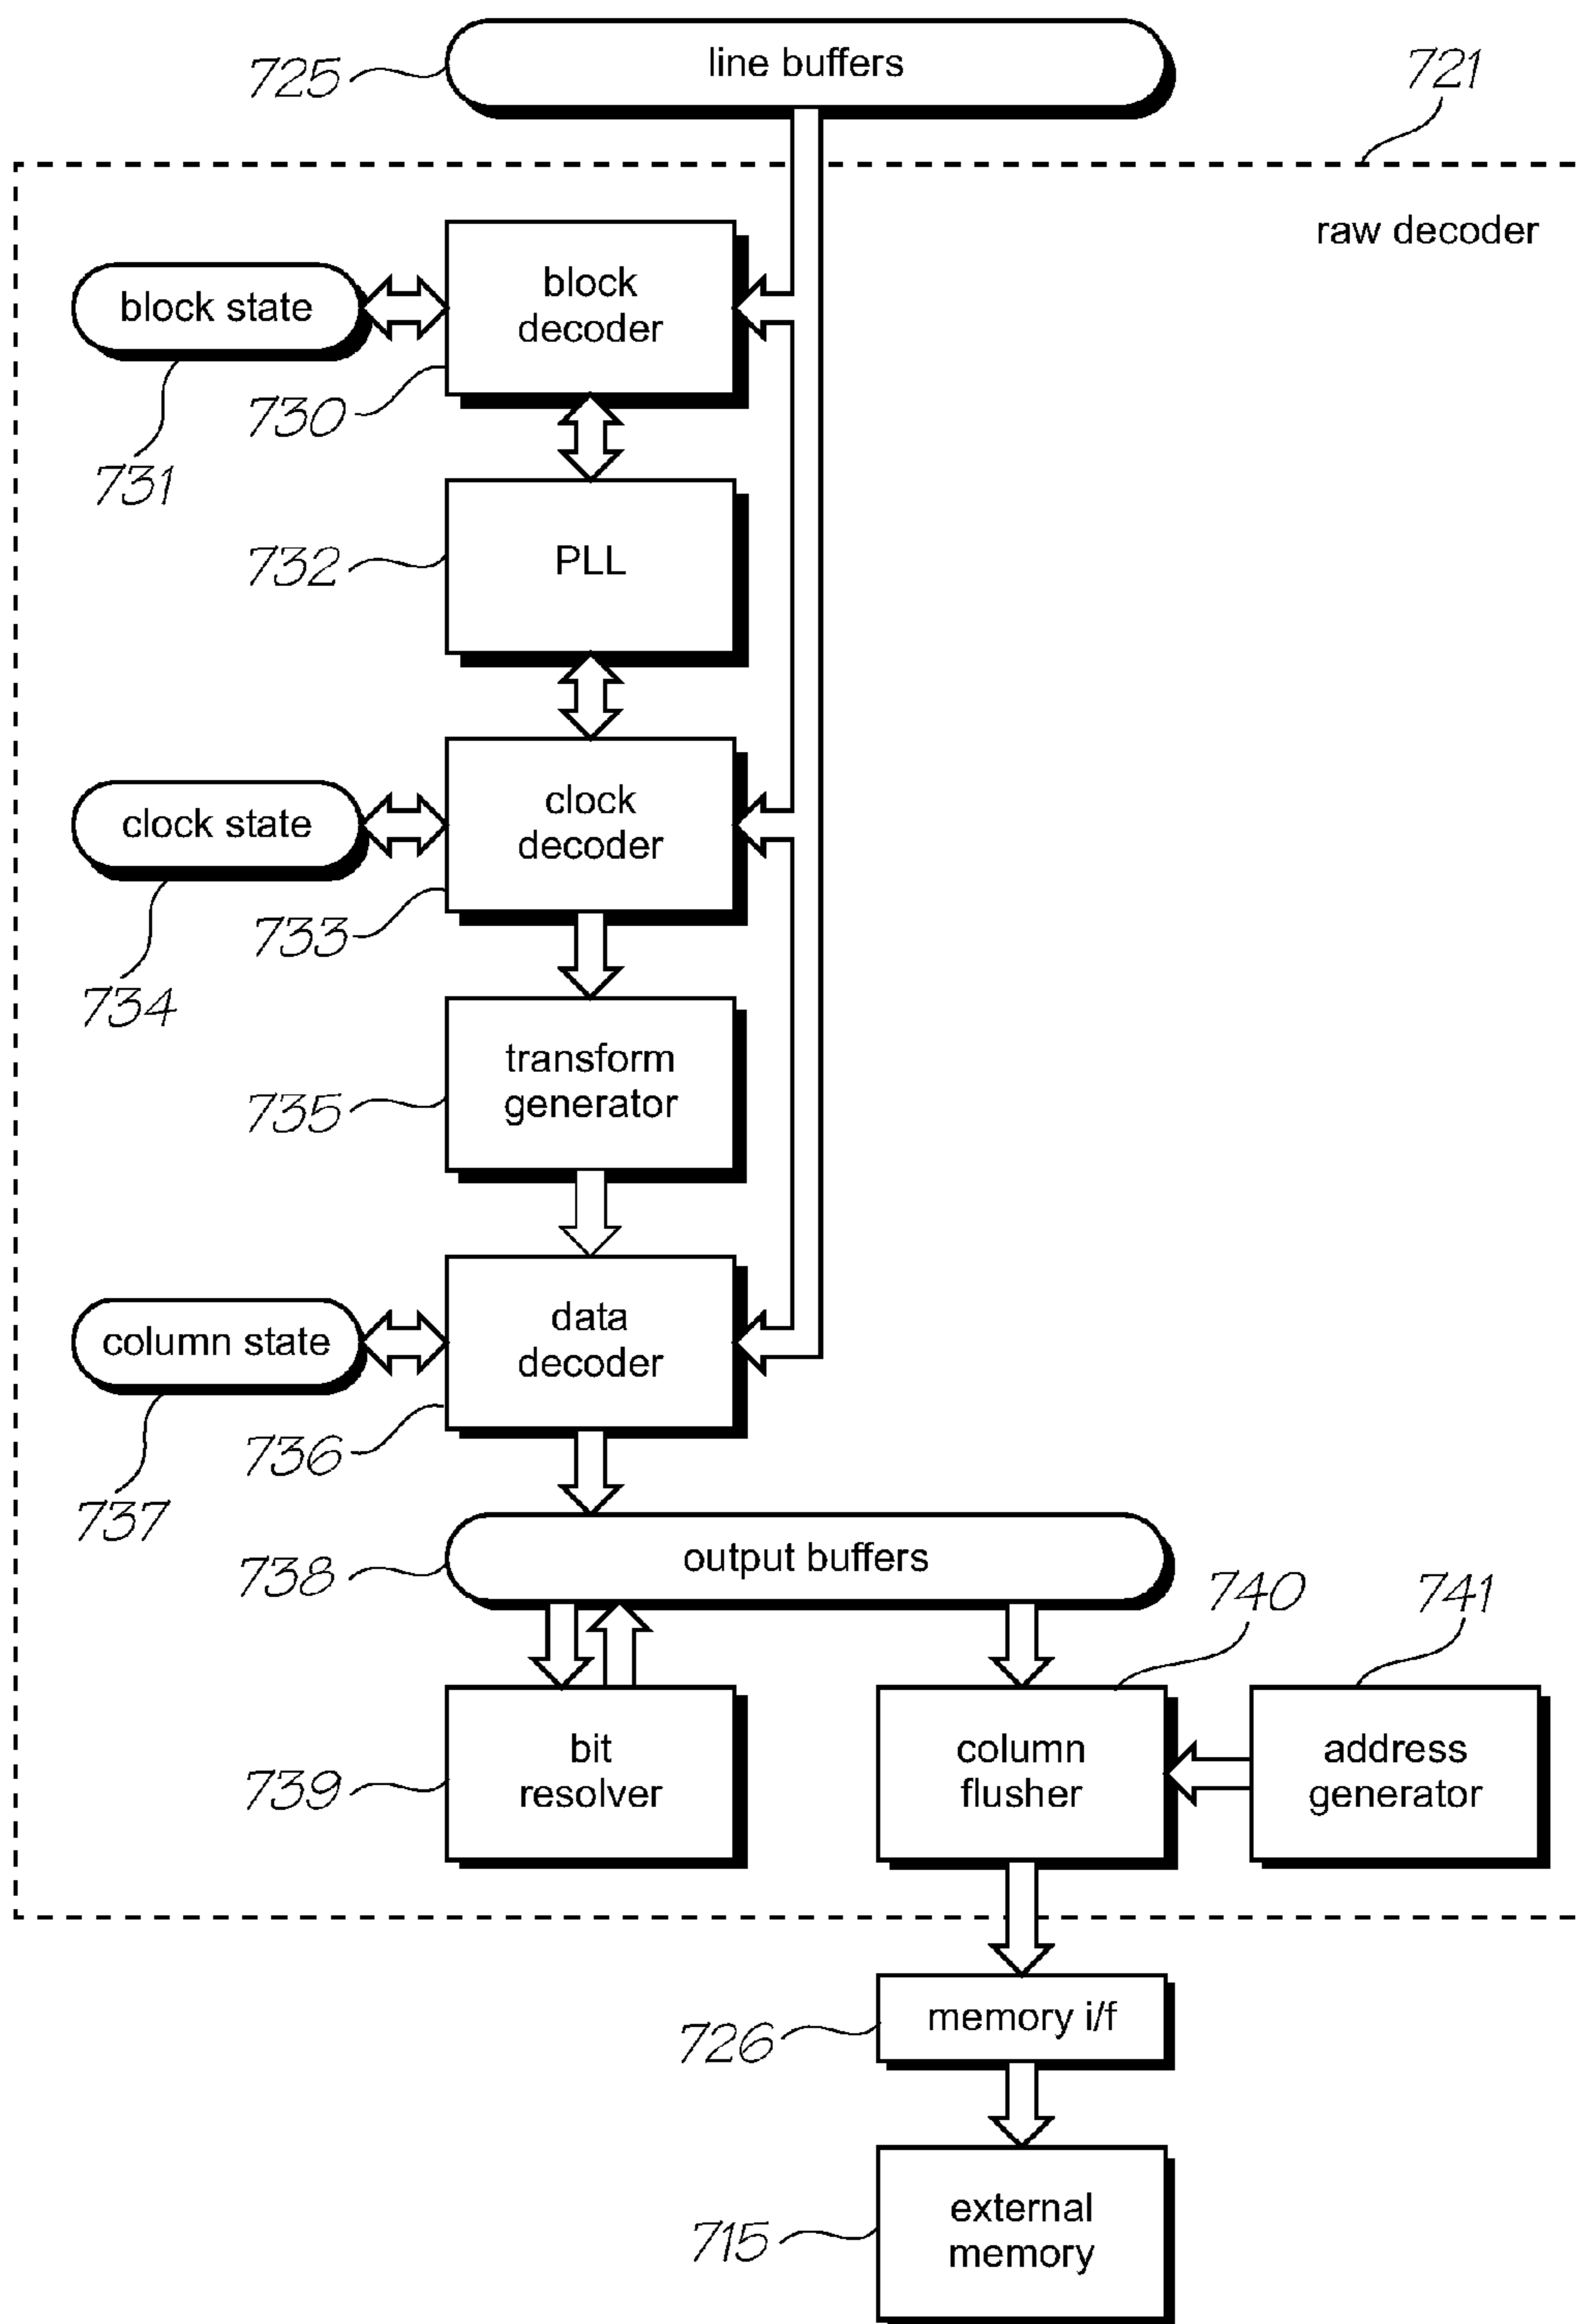 line buffers
725
721
raw decoder
block
decoder
block state
730
731
PLL
732
clock
decoder
clock state
733
734
transform
generator
735
data
decoder
column state
736
737
output buffers
738
740
741
bit
resolver
739
column
flusher
address
generator
memory i/f
726
external
memory
715